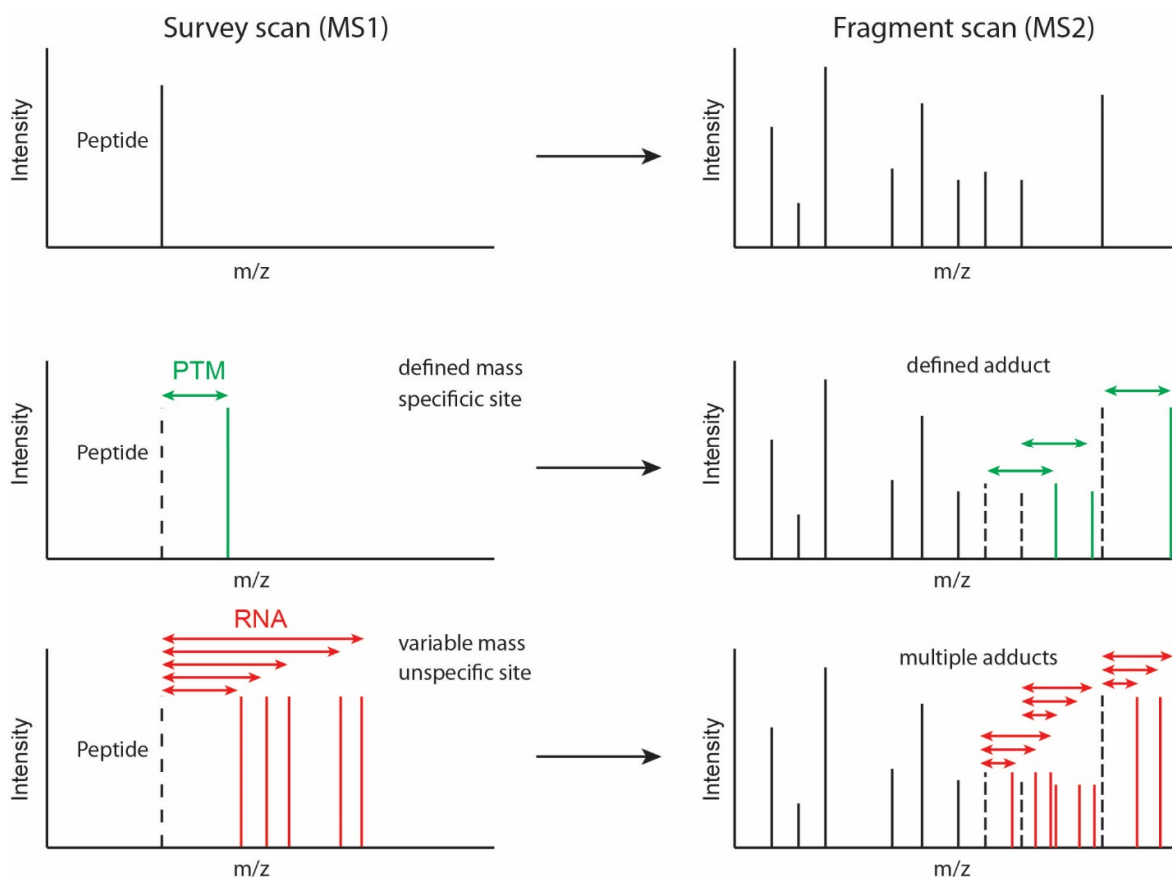 Survey scan (MS1)
Fragment scan (MS2)
Intensity
Peptide
m/z
Intensity
m/z
PTM
defined mass
specificic site
Intensity
Peptide
m/z
defined adduct
Intensity
m/z
RNA
variable mass
unspecific site
Intensity
Peptide
m/z
multiple adducts
Intensity
m/z